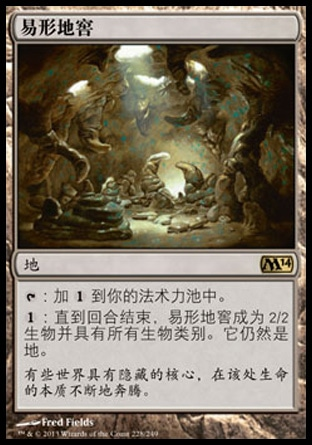 易形地窖
地
M14
：加 1 到你的法术力池中。
1：直到回合结束，易形地窖成为 2/2
生物并具有所有生物类别。它仍然是
地。
有些世界具有隐藏的核心，在该处生命
的本质不断地奔腾。
Fred Fields
™ & © 2013 Wizards of the Coast 228/249